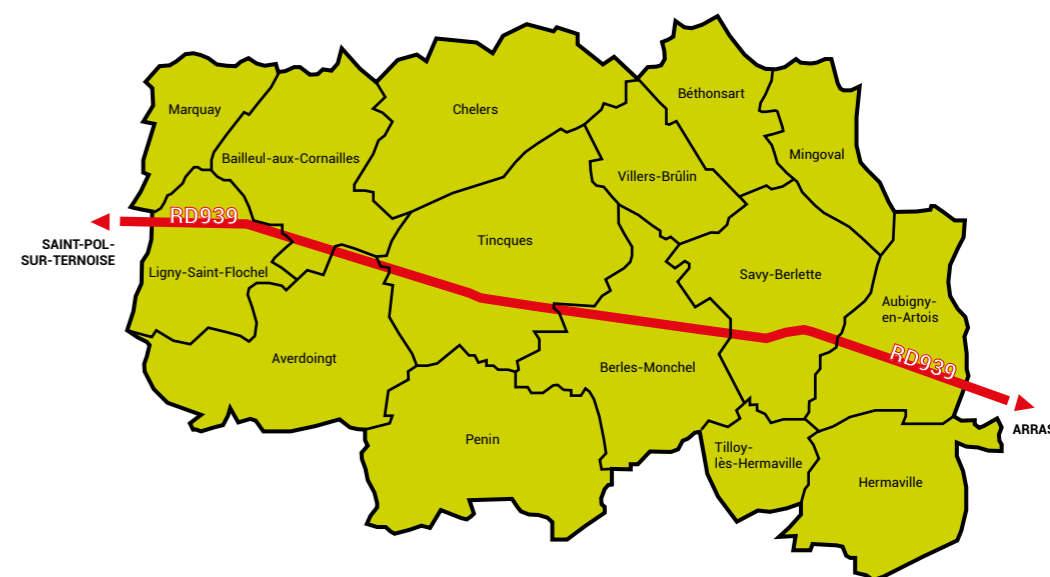 Marquay
Bailleul-aux-Cornailles
Chelers
Béthonsart
Mingoval
Villers-Brûlin
RD939
SAINT-POL-
SUR-TERNOISE
Ligny-Saint-Flochel
Tincques
Savy-Berlette
Aubigny-
en-Artois
Averdoingt
Berles-Monchel
RD939
ARRAS
Penin
Tilloy-
lès-Hermaville
Hermaville